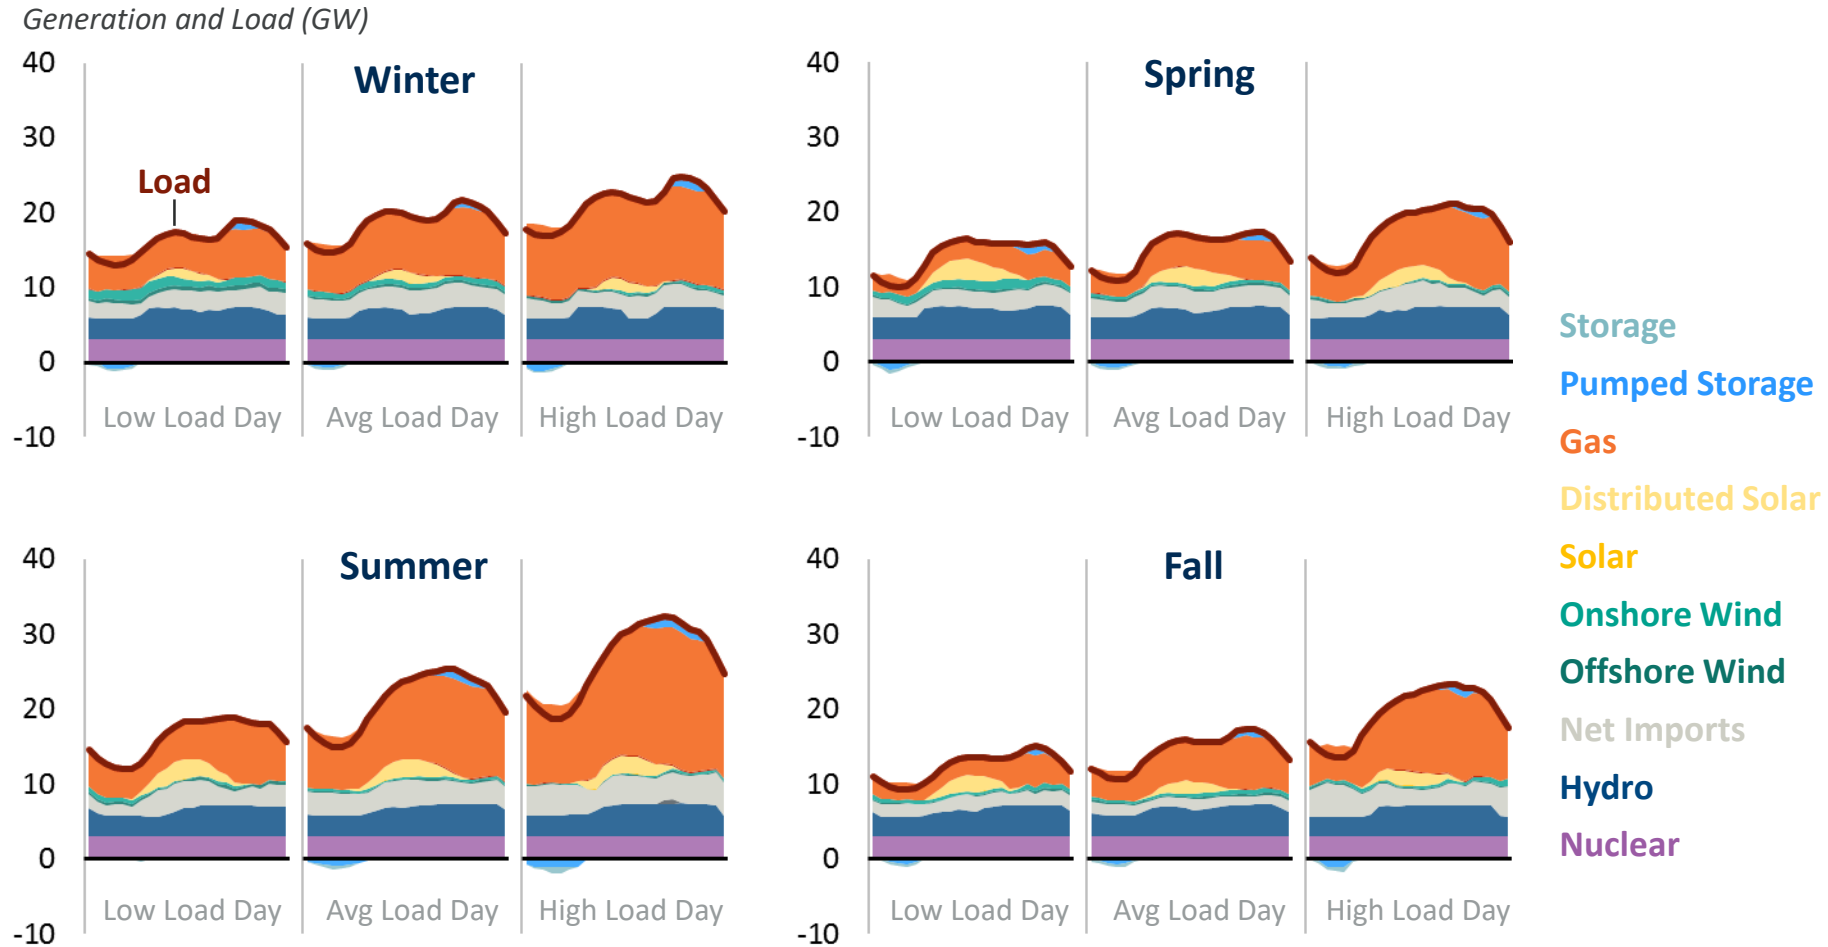 Generation and Load (GW)
40
30
20
10
0
-10
Winter
Load
Low Load Day
Avg Load Day
High Load Day
40
30
20
10
0
-10
Spring
Low Load Day
Avg Load Day
High Load Day
40
30
20
10
0
-10
Summer
Low Load Day
Avg Load Day
High Load Day
40
30
20
10
0
-10
Fall
Low Load Day
Avg Load Day
High Load Day
Storage
Pumped Storage
Gas
Distributed Solar
Solar
Onshore Wind
Offshore Wind
Net Imports
Hydro
Nuclear